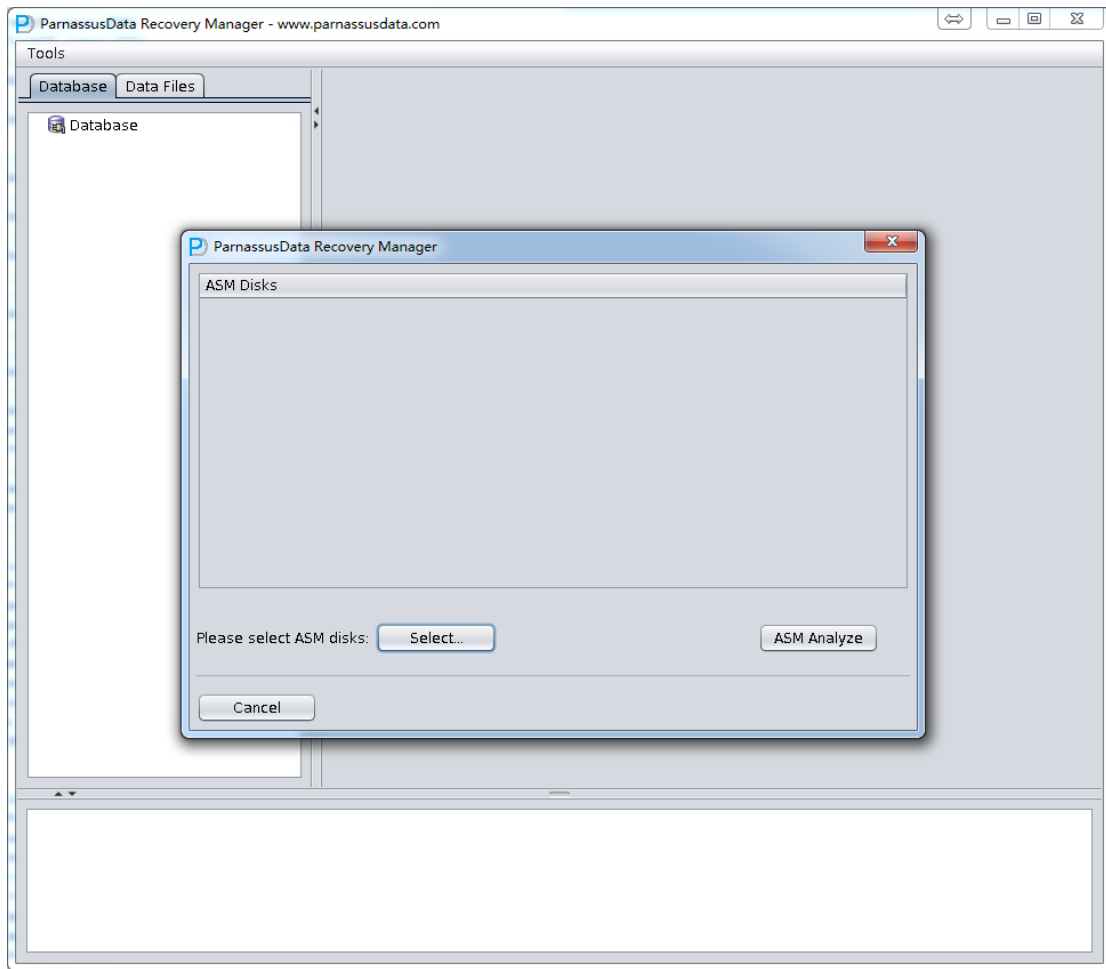 ParnassusData Recovery Manager - www.parnassusdata.com
Tools
Database Data Files
Database
ParnassusData Recovery Manager
ASM Disks
Please select ASM disks: Select... ASM Analyze
Cancel